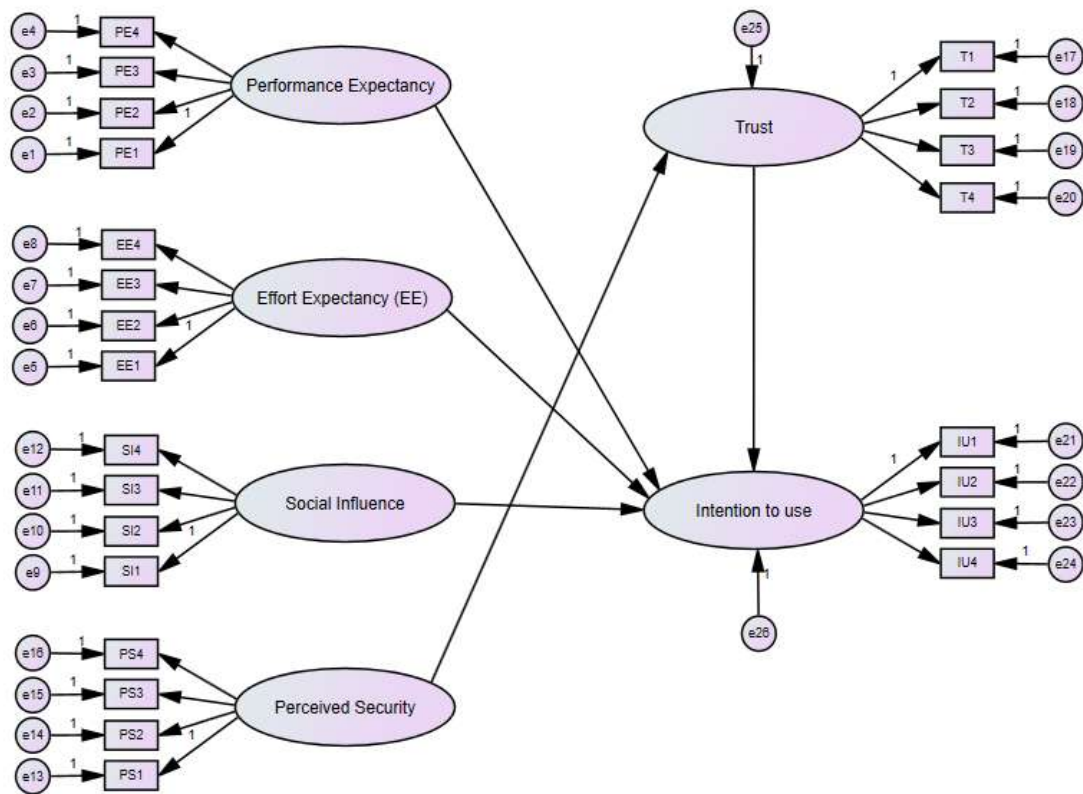 e4
1
PE4
e3
1
PE3
e2
1
PE2
e1
1
PE1
1
Performance Expectancy
e8
1
EE4
e7
1
EE3
e6
1
EE2
e5
1
EE1
1
Effort Expectancy (EE)
e12
1
SI4
e11
1
SI3
e10
1
SI2
e9
1
SI1
1
Social Influence
e16
1
PS4
e15
1
PS3
e14
1
PS2
e13
1
PS1
1
Perceived Security
e25
1
Trust
1
T1
1
e17
T2
1
e18
T3
1
e19
T4
1
e20
Intention to use
1
e26
1
IU1
1
e21
IU2
1
e22
IU3
1
e23
IU4
1
e24